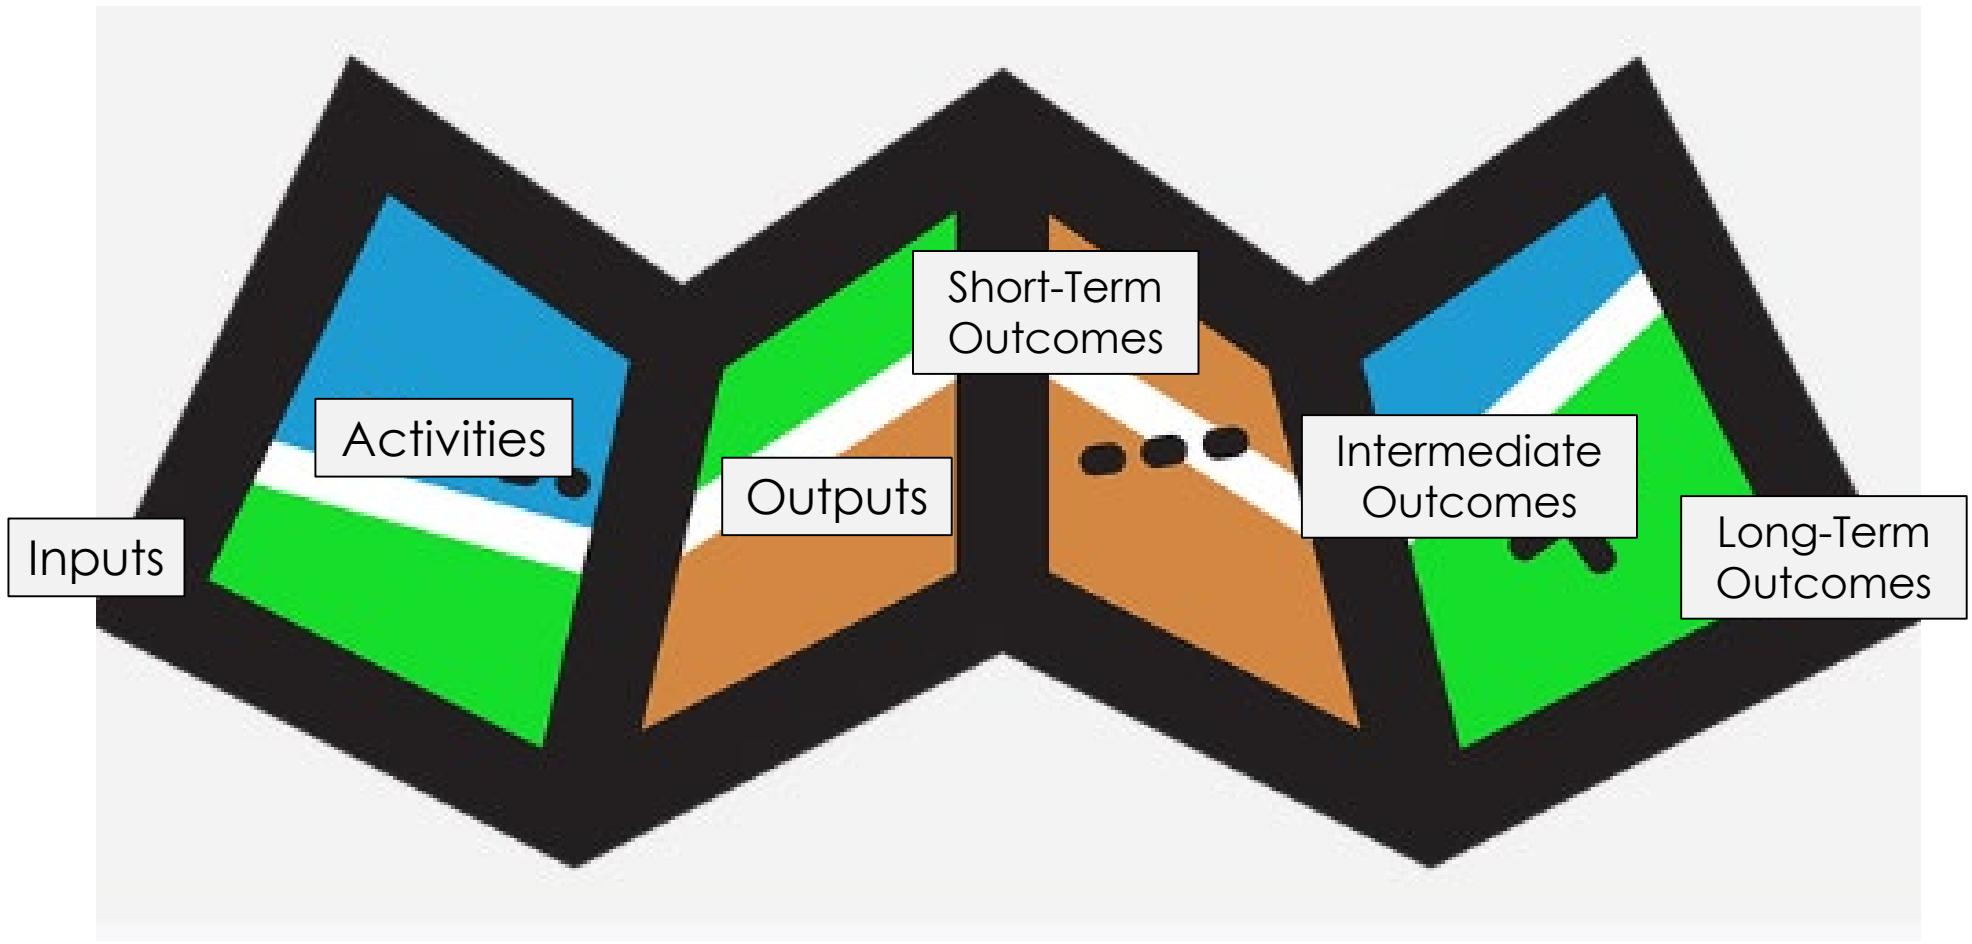 Inputs
Activities
Outputs
Short-Term
Outcomes
Intermediate
Outcomes
Long-Term
Outcomes